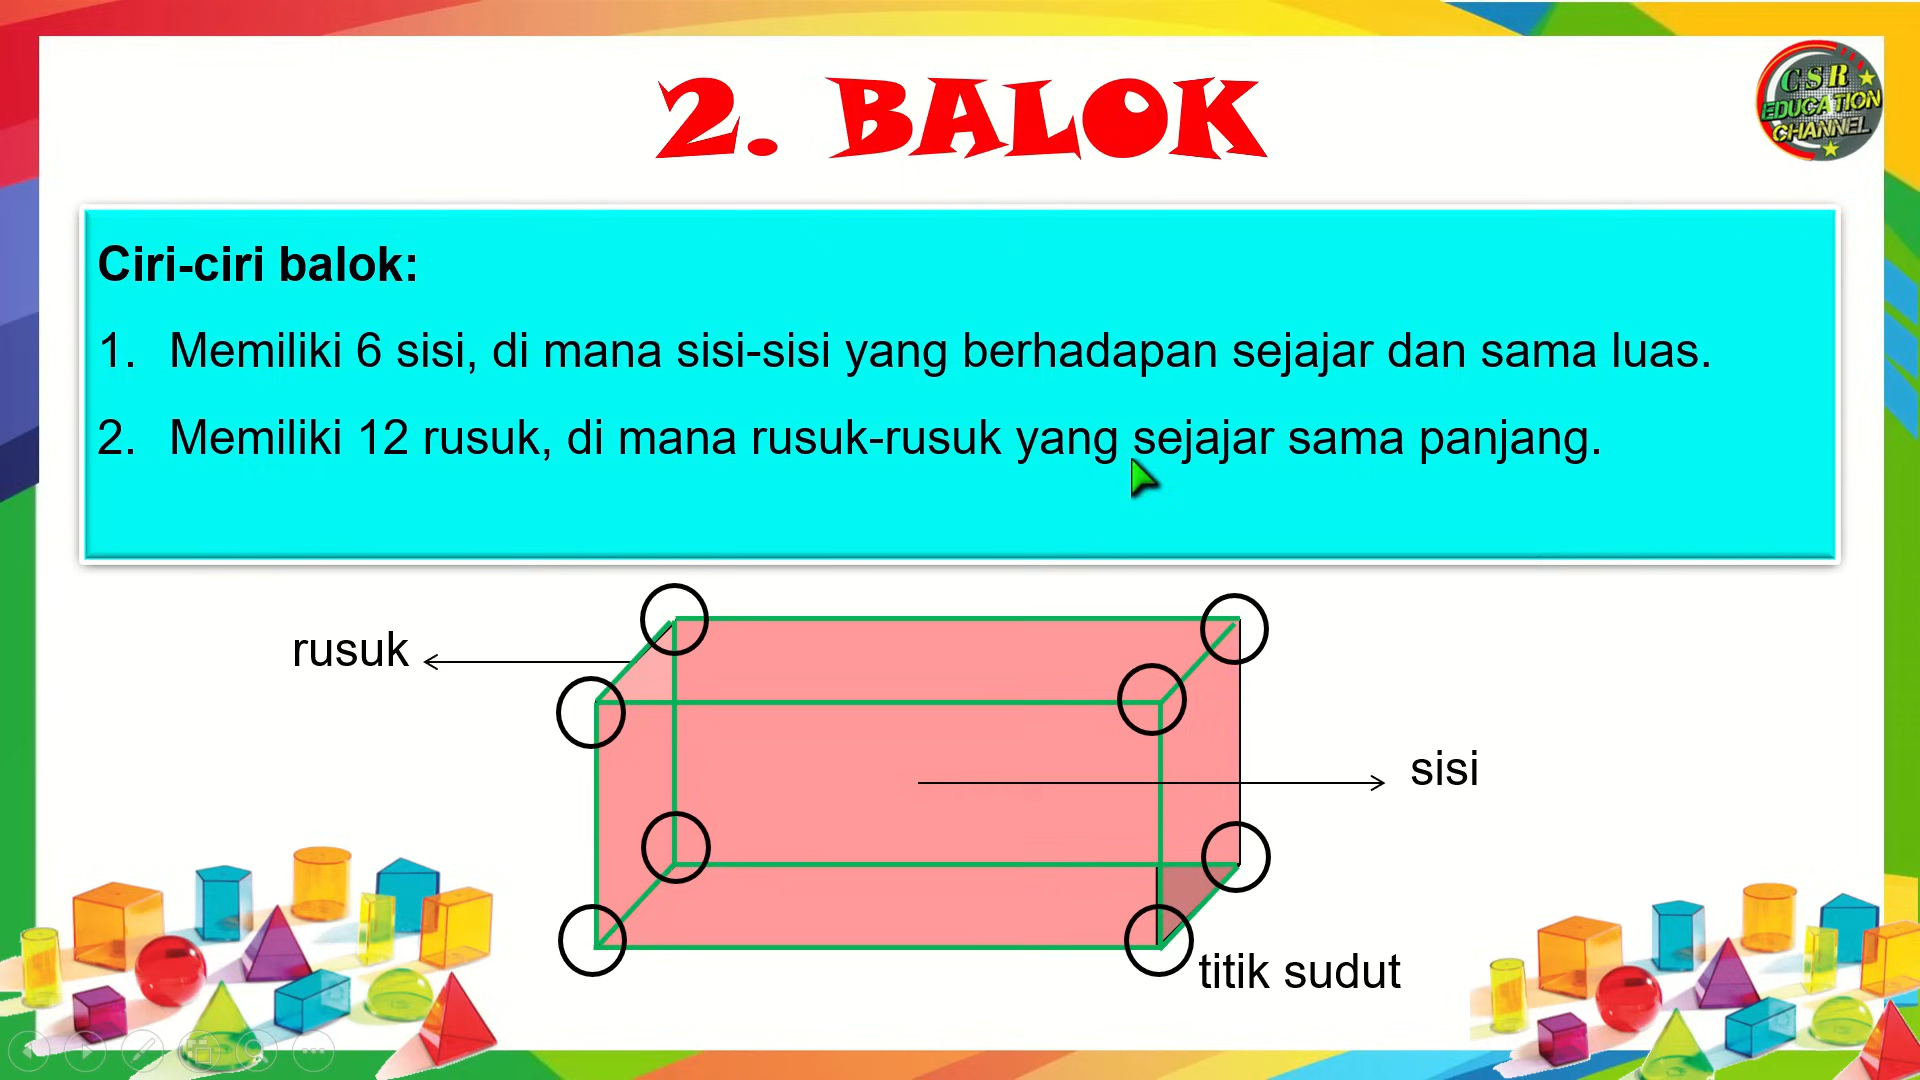 2. BALOK
CSR
EDUCATION
CHANNEL
Ciri-ciri balok:
1. Memiliki 6 sisi, di mana sisi-sisi yang berhadapan sejajar dan sama luas.
2. Memiliki 12 rusuk, di mana rusuk-rusuk yang sejajar sama panjang.
rusuk
sisi
titik sudut